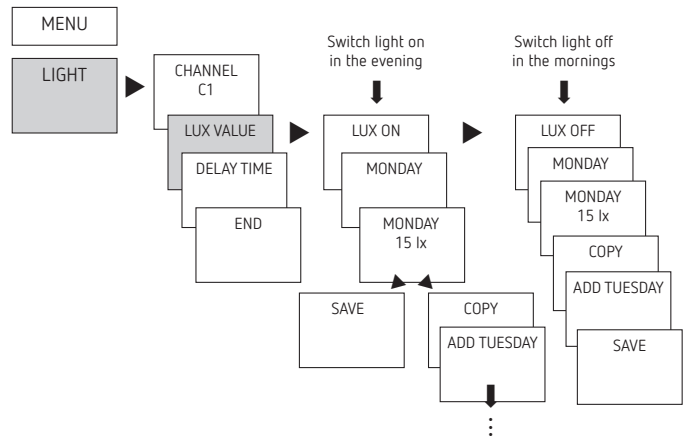 MENU
LIGHT
CHANNEL
C1
LUX VALUE
DELAY TIME
END
Switch light on
in the evening
LUX ON
MONDAY
MONDAY
15 lx
SAVE
COPY
ADD TUESDAY
Switch light off
in the mornings
LUX OFF
MONDAY
MONDAY
15 lx
COPY
ADD TUESDAY
SAVE